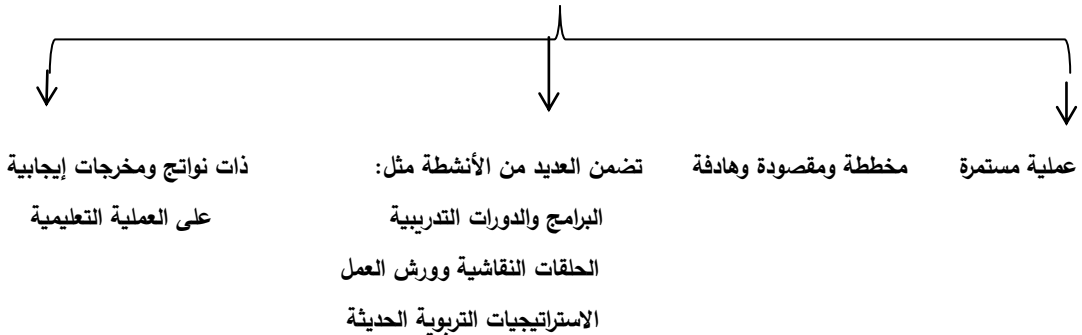 عملية مستمرة مخططة ومقصودة وهادفة تضمن العديد من الأنشطة مثل: ذات نواتج ومخرجات إيجابية
البرامج والدورات التدريبية على العملية التعليمية
الحلقات النقاشية وورش العمل
الاستراتيجيات التربوية الحديثة